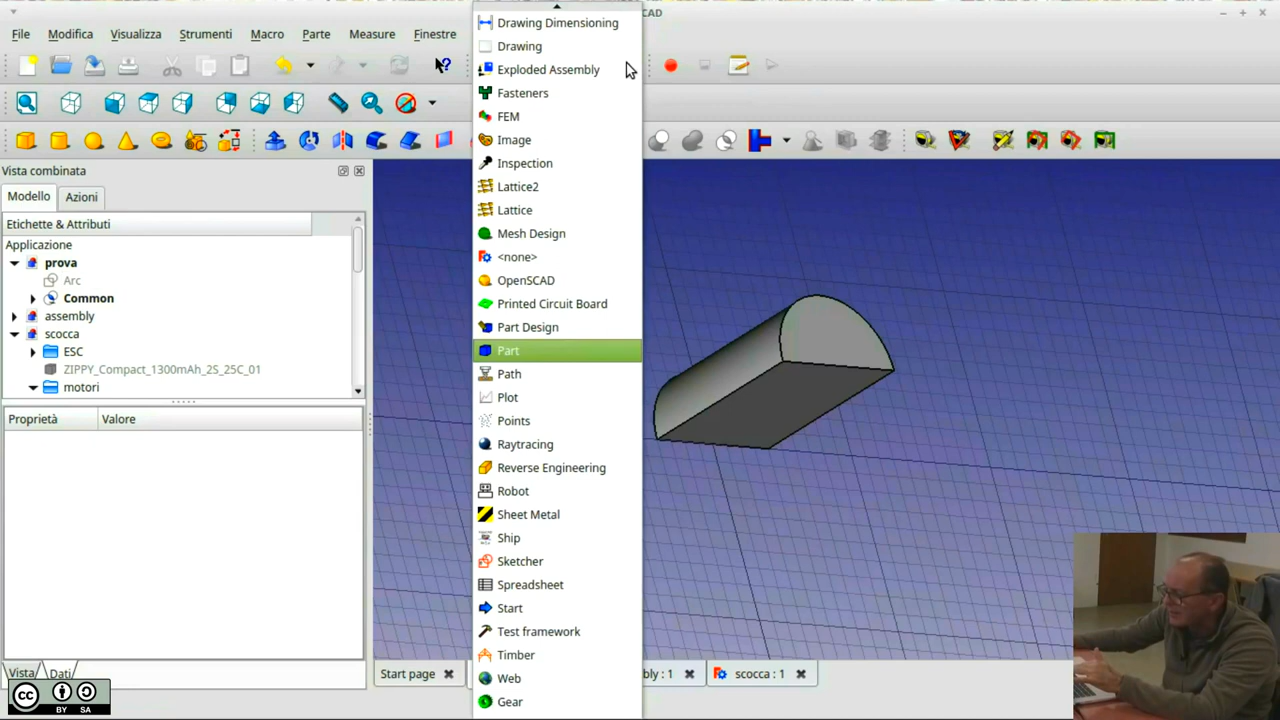 CAD
File Modifica Visualizza Strumenti Macro Parte Measure Finestre
Vista combinata
Modello Azioni
Etichette & Attributi
Applicazione
prova
Arc
Common
assembly
scocca
ESC
ZIPPY_Compact_1300mAh_2S_25C_01
motori
Proprietà Valore
Vista Dati
Drawing Dimensioning
Drawing
Exploded Assembly
Fasteners
FEM
Image
Inspection
Lattice2
Lattice
Mesh Design
<none>
OpenSCAD
Printed Circuit Board
Part Design
Part
Path
Plot
Points
Raytracing
Reverse Engineering
Robot
Sheet Metal
Ship
Sketcher
Spreadsheet
Start
Test framework
Timber
Web
Gear
Start page bly : 1 scocca : 1
cc BY SA